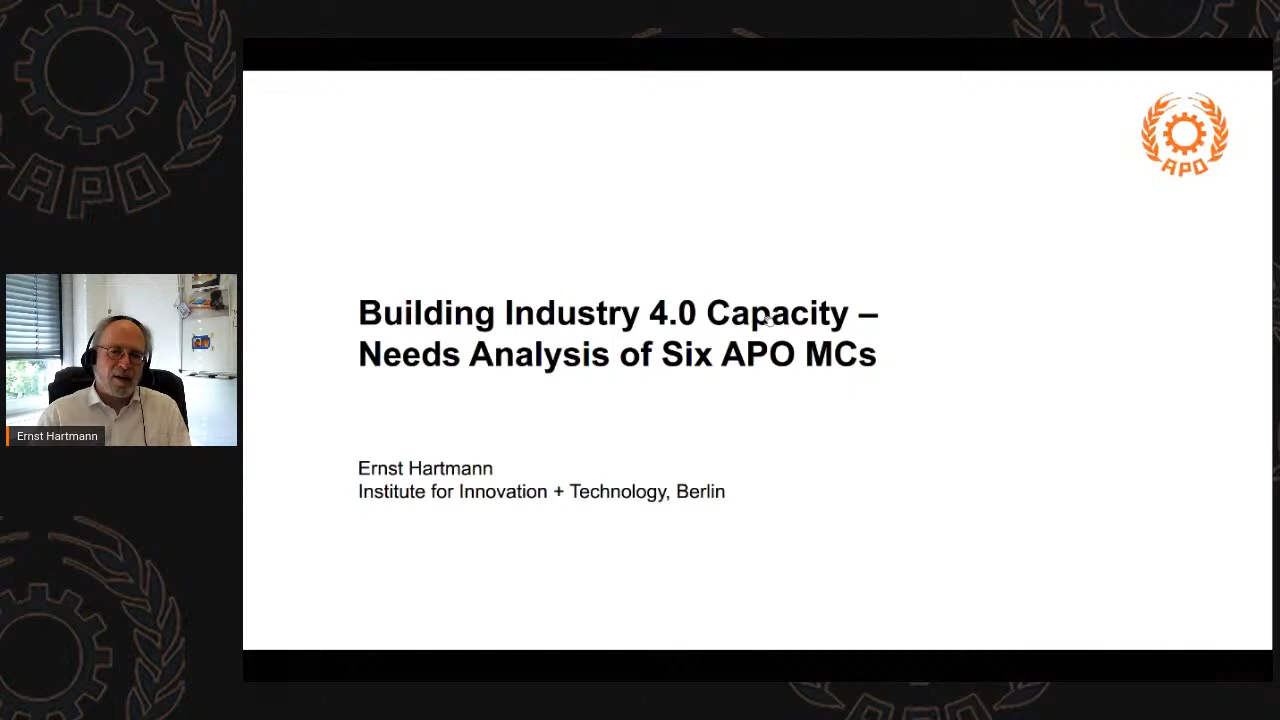 APO
APO
Building Industry 4.0 Capacity –
Needs Analysis of Six APO MCs
Ernst Hartmann
Ernst Hartmann
Institute for Innovation + Technology, Berlin